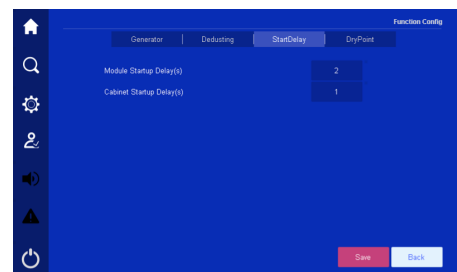 Function Config
Generator | Dedusting | StartDelay | DryPoint
Module Startup Delay(s) 2
Cabinet Startup Delay(s) 1
Save Back